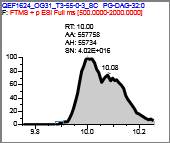 QEF1624_OG31_T3-55-0-3_SC PG-DAG-32:0
F: FTMS + p ESI Full ms [500.0000-2000.0000]
RT: 10.00
AA: 557758
AH: 55734
SN: 4.02E+015
100
80
10.08
60
40
20
0
9.8 10.0 10.2